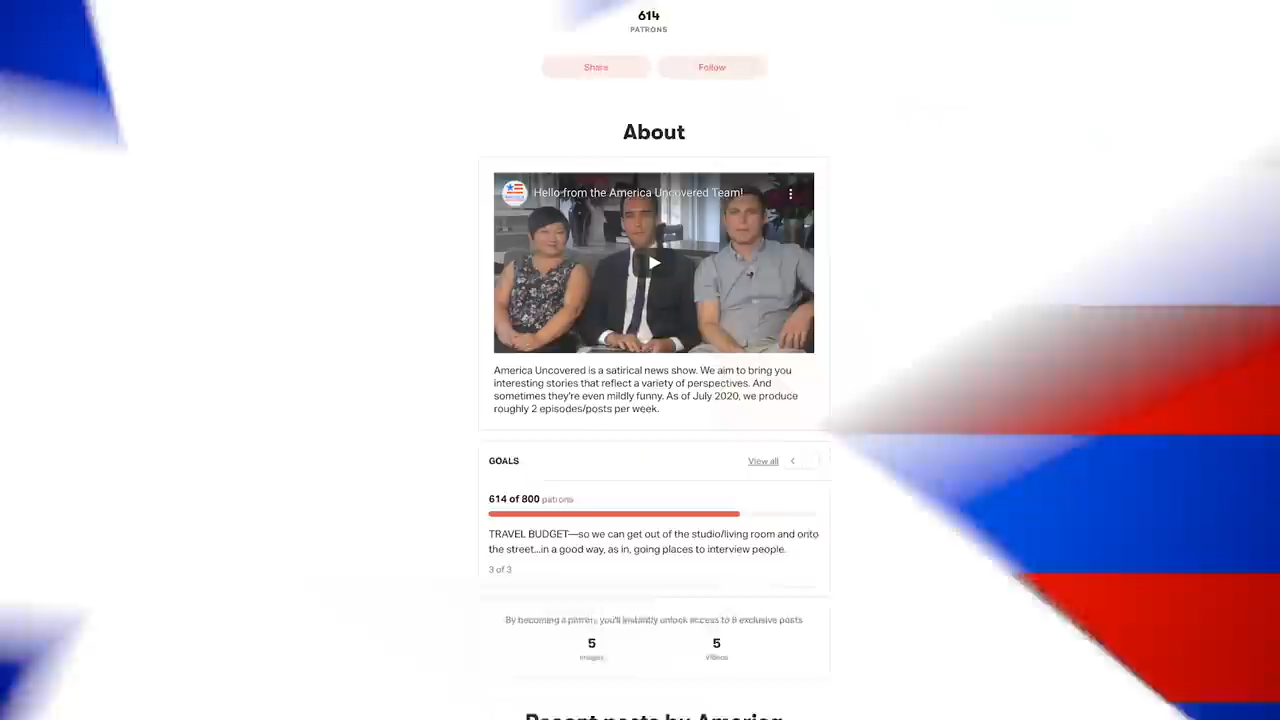 614
PATRONS
Share
Follow
About
Hello from the America Uncovered Team!
America Uncovered is a satirical news show. We aim to bring you
interesting stories that reflect a variety of perspectives. And
sometimes they're even mildly funny. As of July 2020, we produce
roughly 2 episodes/posts per week.
GOALS
View all
614 of 800 patrons
TRAVEL BUDGET—so we can get out of the studio/living room and onto
the street...in a good way, as in, going places to interview people.
3 of 3
By becoming a patron, you'll instantly unlock access to 8 exclusive posts
5
Images
5
Videos
Recent posts by America